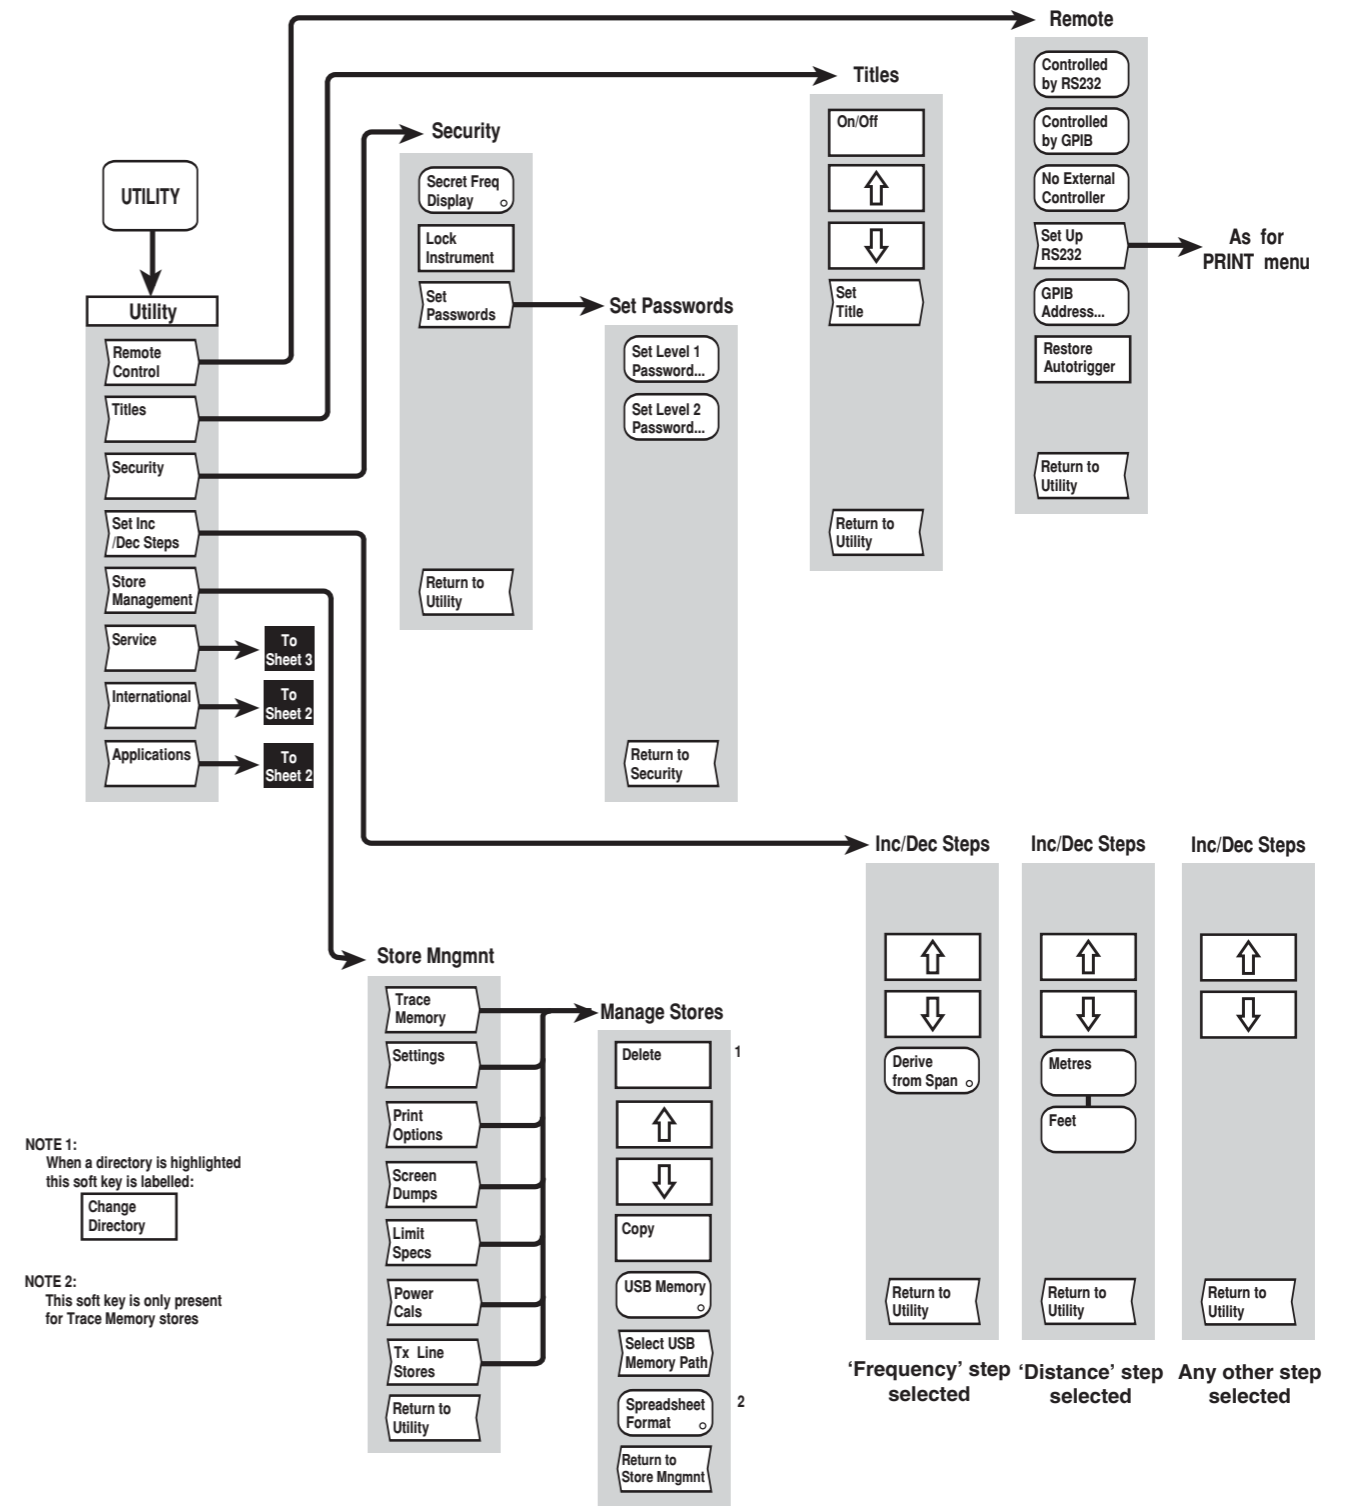 Remote
Controlled
by RS232
Controlled
by GPIB
No External
Controller
Set Up
RS232
As for
PRINT menu
GPIB
Address...
Restore
Autotrigger
Return to
Utility
Titles
On/Off
Set
Title
Return to
Utility
Security
Secret Freq
Display
Lock
Instrument
Set
Passwords
Return to
Utility
Set Passwords
Set Level 1
Password...
Set Level 2
Password...
Return to
Security
UTILITY
Utility
Remote
Control
Titles
Security
Set Inc
/Dec Steps
Store
Management
Service
To
Sheet 3
International
To
Sheet 2
Applications
To
Sheet 2
Inc/Dec Steps
Derive
from Span
Return to
Utility
'Frequency' step
selected
Inc/Dec Steps
Metres
Feet
Return to
Utility
'Distance' step
selected
Inc/Dec Steps
Return to
Utility
Any other step
selected
Store Mngmnt
Trace
Memory
Settings
Print
Options
Screen
Dumps
Limit
Specs
Power
Cals
Tx Line
Stores
Return to
Utility
Manage Stores
Delete
1
Copy
USB Memory
Select USB
Memory Path
Spreadsheet
Format
2
Return to
Store Mngmnt
NOTE 1:
When a directory is highlighted
this soft key is labelled:
Change
Directory
NOTE 2:
This soft key is only present
for Trace Memory stores